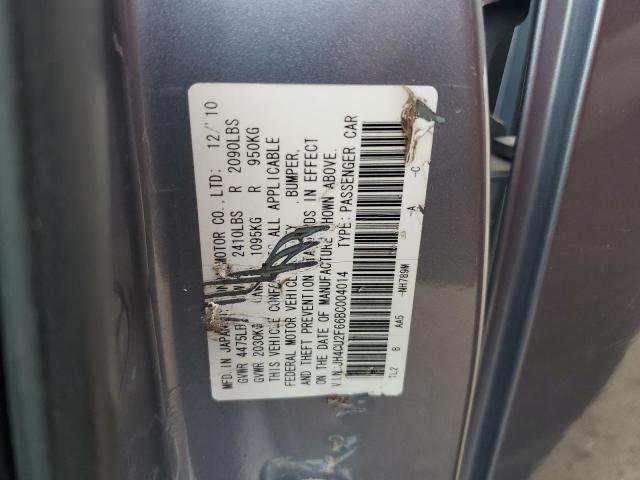 MFD. IN JAPAN MOTOR CO., LTD: 12/'10
GVWR 4475LBS 2410LBS R 2090LBS
GVWR 2030KG 1095KG R 950KG
THIS VEHICLE ALL APPLICABLE
FEDERAL MOTOR VEHICLE , BUMPER,
AND THEFT PREVENTION IN EFFECT
ON THE DATE OF MANUFACTURE SHOWN ABOVE.
V.I.N.:JH4CU2F66BC004014 TYPE:PASSENGER CAR
AA5 -NH789M -A -C
TL2 B